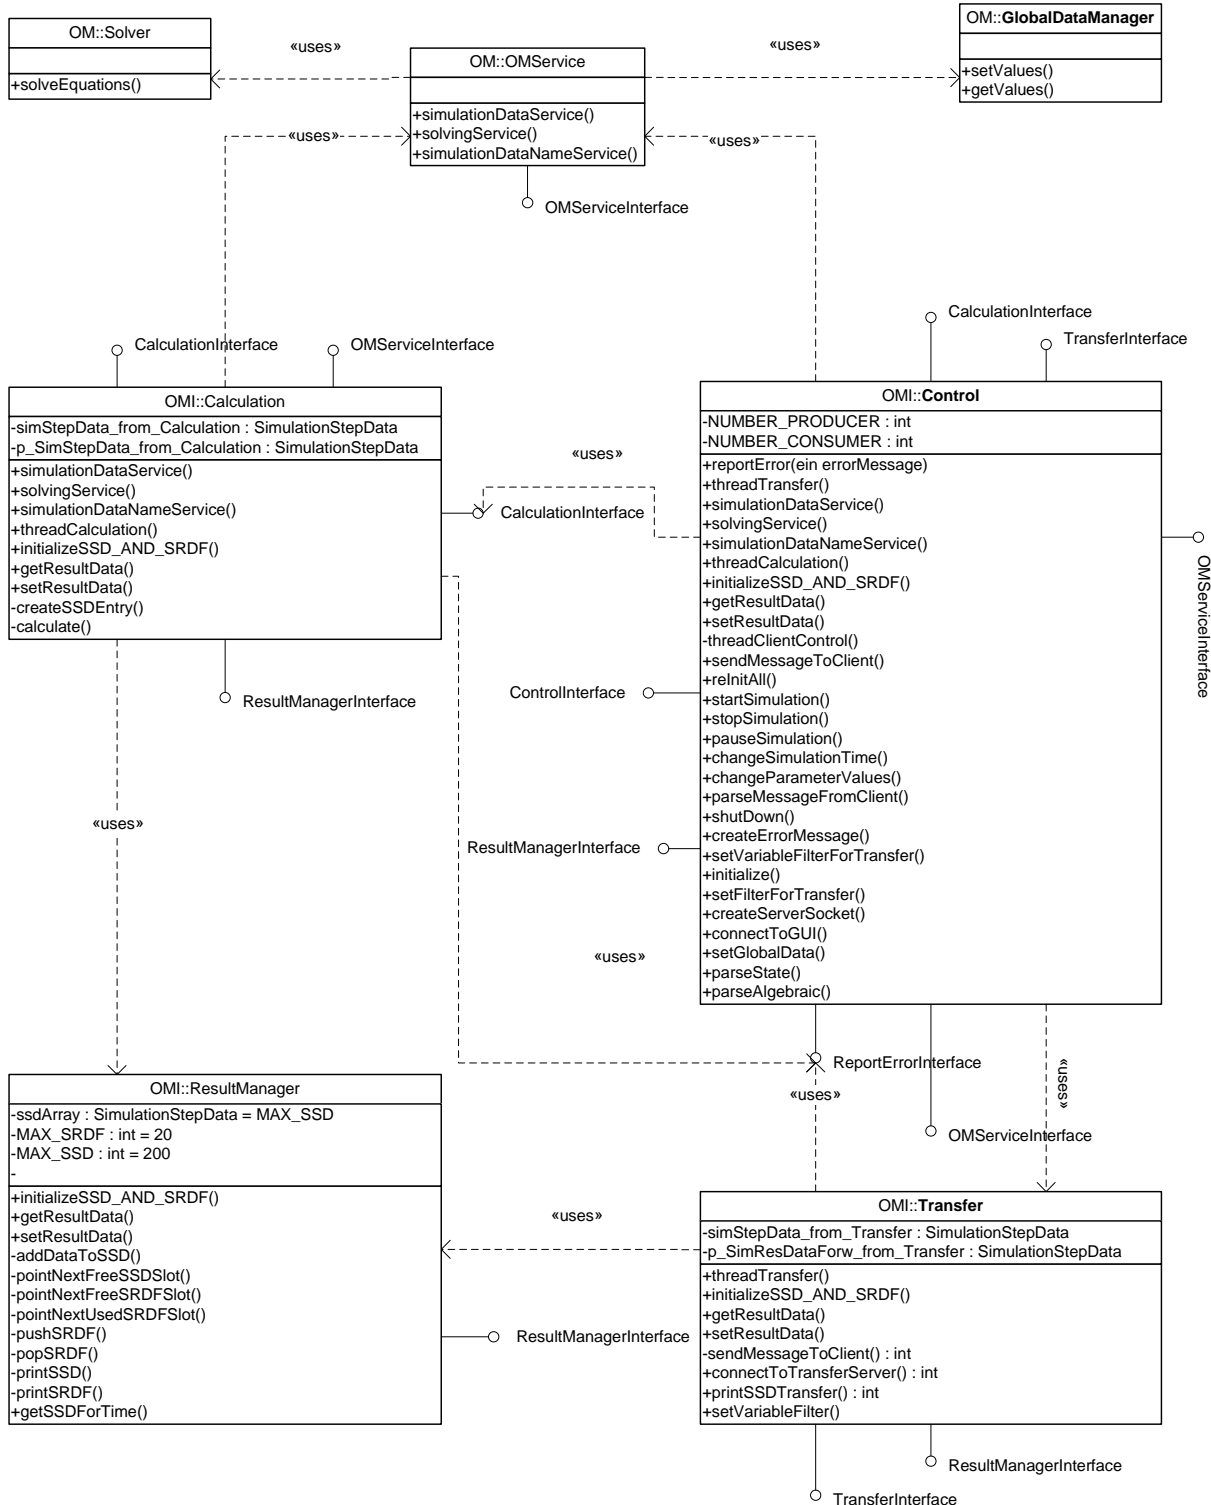 OM::Solver
+solveEquations()
«uses»
OM::OMService
+simulationDataService()
+solvingService()
+simulationDataNameService()
«uses»
OM::GlobalDataManager
+setValues()
+getValues()
«uses»
«uses»
OMServiceInterface
CalculationInterface
OMServiceInterface
CalculationInterface
TransferInterface
OMI::Calculation
-simStepData_from_Calculation : SimulationStepData
-p_SimStepData_from_Calculation : SimulationStepData
+simulationDataService()
+solvingService()
+simulationDataNameService()
+threadCalculation()
+initializeSSD_AND_SRDF()
+getResultData()
+setResultData()
-createSSDEntry()
-calculate()
«uses»
CalculationInterface
ResultManagerInterface
OMI::Control
-NUMBER_PRODUCER : int
-NUMBER_CONSUMER : int
+reportError(ein errorMessage)
+threadTransfer()
+simulationDataService()
+solvingService()
+simulationDataNameService()
+threadCalculation()
+initializeSSD_AND_SRDF()
+getResultData()
+setResultData()
-threadClientControl()
+sendMessageToClient()
+reInitAll()
+startSimulation()
+stopSimulation()
+pauseSimulation()
+changeSimulationTime()
+changeParameterValues()
+parseMessageFromClient()
+shutDown()
+createErrorMessage()
+setVariableFilterForTransfer()
+initialize()
+setFilterForTransfer()
+createServerSocket()
+connectToGUI()
+setGlobalData()
+parseState()
+parseAlgebraic()
OMServiceInterface
ControlInterface
«uses»
ResultManagerInterface
«uses»
ReportErrorInterface
«uses»
«uses»
OMServiceInterface
OMI::ResultManager
-ssdArray : SimulationStepData = MAX_SSD
-MAX_SRDF : int = 20
-MAX_SSD : int = 200
-
+initializeSSD_AND_SRDF()
+getResultData()
+setResultData()
-addDataToSSD()
-pointNextFreeSSDSlot()
-pointNextFreeSRDFSlot()
-pointNextUsedSRDFSlot()
-pushSRDF()
-popSRDF()
-printSSD()
-printSRDF()
+getSSDForTime()
«uses»
ResultManagerInterface
OMI::Transfer
-simStepData_from_Transfer : SimulationStepData
-p_SimResDataForw_from_Transfer : SimulationStepData
+threadTransfer()
+initializeSSD_AND_SRDF()
+getResultData()
+setResultData()
-sendMessageToClient() : int
+connectToTransferServer() : int
+printSSDTransfer() : int
+setVariableFilter()
ResultManagerInterface
TransferInterface